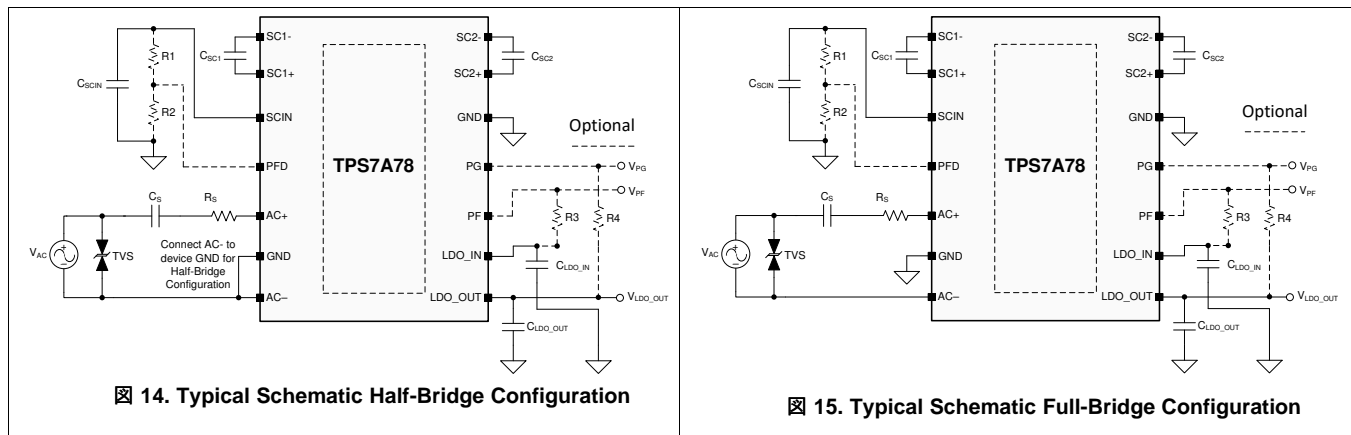 SC1-
SC1+
SCIN
PFD
AC+
GND
AC–
SC2-
SC2+
GND
PG
PF
LDO_IN
LDO_OUT
TPS7A78
CSCIN
R1
R2
CSC1
CSC2
Optional
VPG
VPF
R3
R4
CLDO_IN
VLDO_OUT
CLDO_OUT
VAC
TVS
CS
RS
Connect AC- to
device GND for
Half-Bridge
Configuration
図 14. Typical Schematic Half-Bridge Configuration
SC1-
SC1+
SCIN
PFD
AC+
GND
AC–
SC2-
SC2+
GND
PG
PF
LDO_IN
LDO_OUT
TPS7A78
CSCIN
R1
R2
CSC1
CSC2
Optional
VPG
VPF
R3
R4
CLDO_IN
VLDO_OUT
CLDO_OUT
VAC
TVS
CS
RS
図 15. Typical Schematic Full-Bridge Configuration